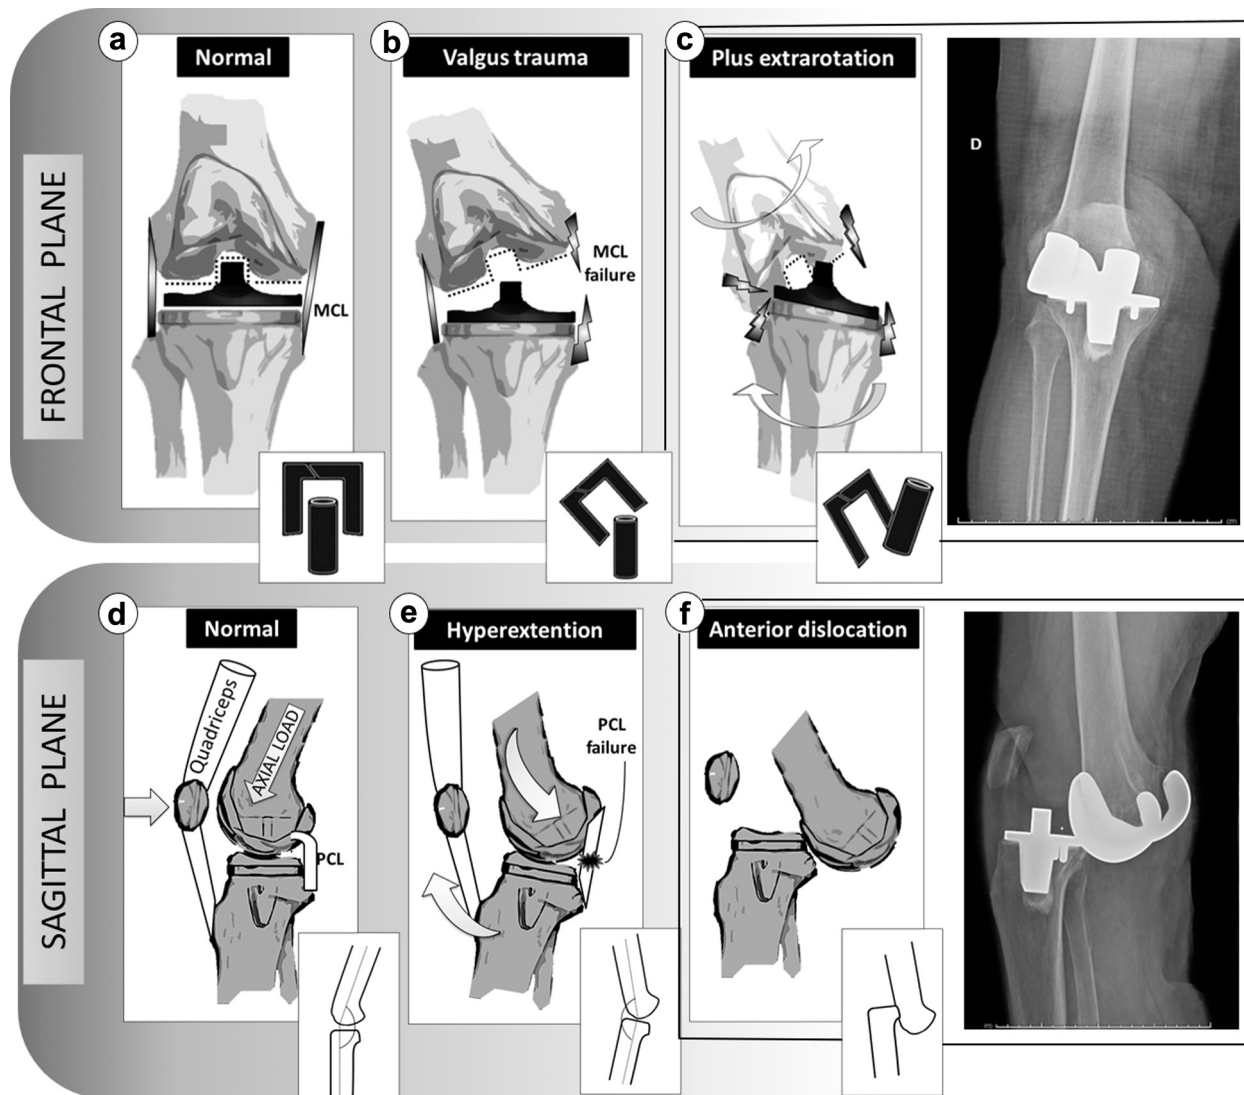 FRONTAL PLANE
a
Normal
MCL
b
Valgus trauma
MCL
failure
c
Plus extrarotation
D
cm
SAGITTAL PLANE
d
Normal
Quadriceps
AXIAL LOAD
PCL
e
Hyperextention
PCL
failure
f
Anterior dislocation